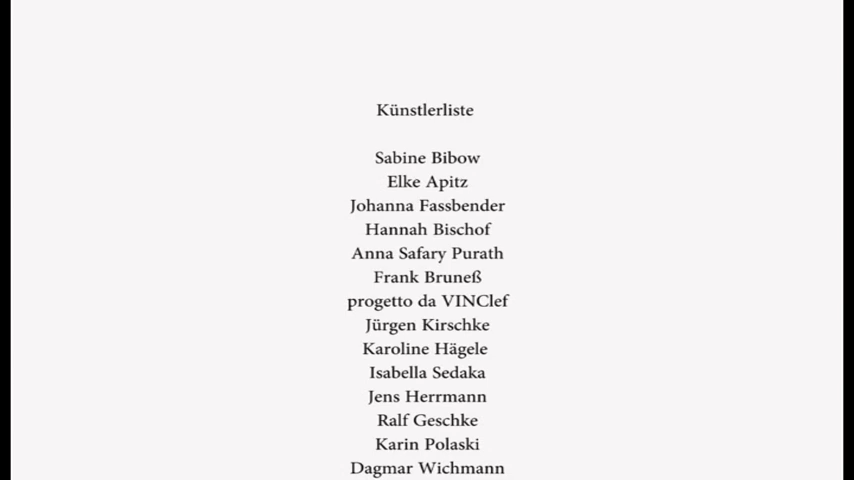 Künstlerliste
Sabine Bibow
Elke Apitz
Johanna Fassbender
Hannah Bischof
Anna Safary Purath
Frank Bruneß
progetto da VINClef
Jürgen Kirschke
Karoline Hägele
Isabella Sedaka
Jens Herrmann
Ralf Geschke
Karin Polaski
Dagmar Wichmann